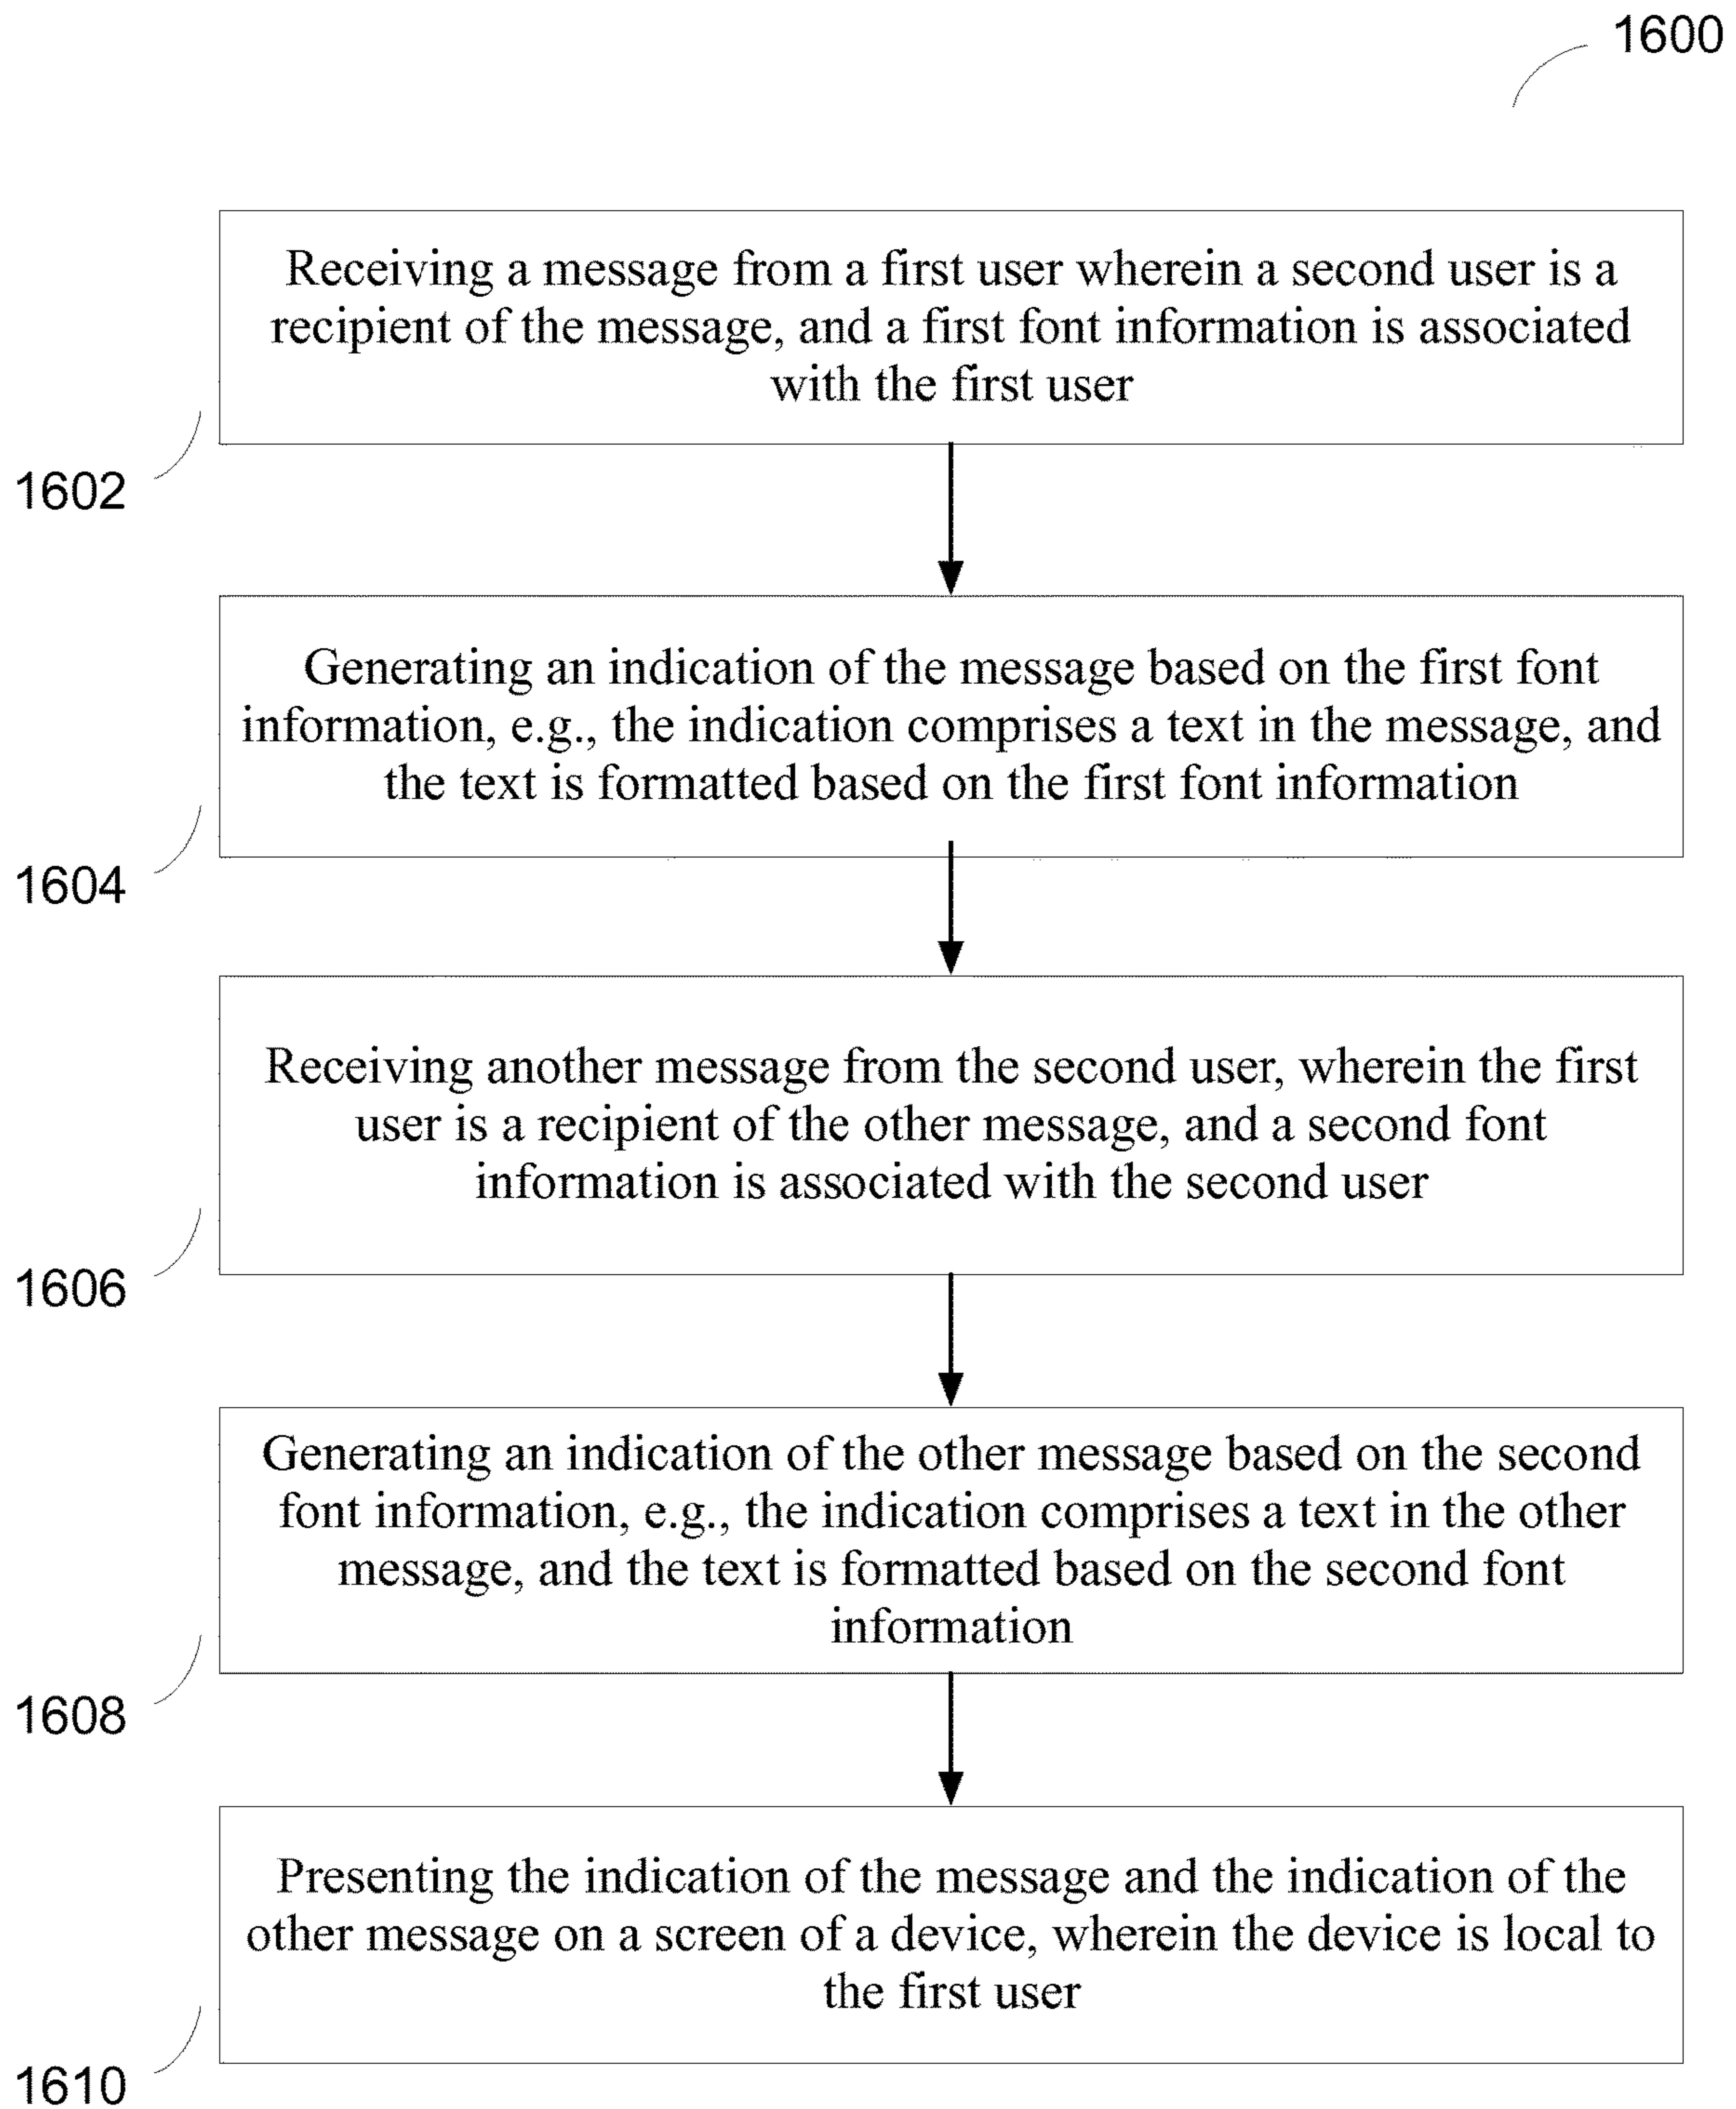 1600
Receiving a message from a first user wherein a second user is a
recipient of the message, and a first font information is associated
with the first user
1602
Generating an indication of the message based on the first font
information, e.g., the indication comprises a text in the message, and
the text is formatted based on the first font information
1604
Receiving another message from the second user, wherein the first
user is a recipient of the other message, and a second font
information is associated with the second user
1606
Generating an indication of the other message based on the second
font information, e.g., the indication comprises a text in the other
message, and the text is formatted based on the second font
information
1608
Presenting the indication of the message and the indication of the
other message on a screen of a device, wherein the device is local to
the first user
1610